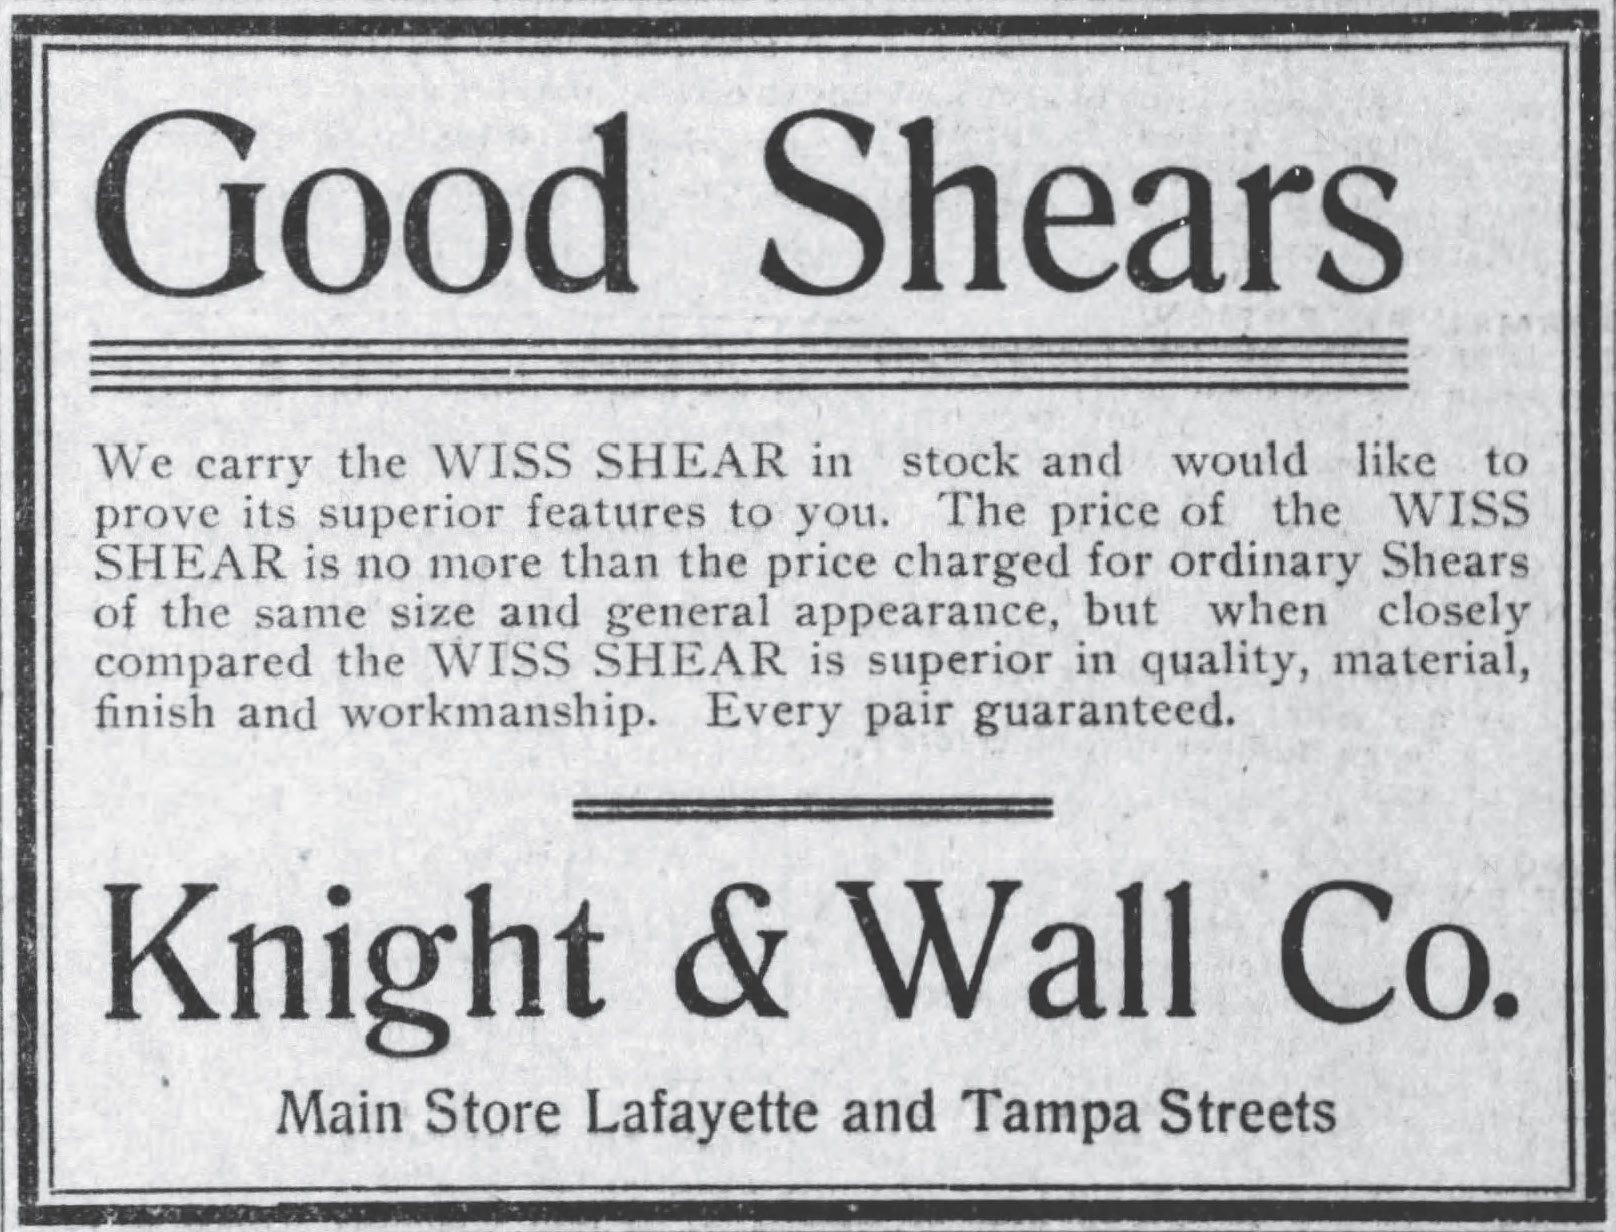 Good Shears
We carry the WISS SHEAR in stock and would like to
prove its superior features to you. The price of the WISS
SHEAR is no more than the price charged for ordinary Shears
of the same size and general appearance, but when closely
compared the WISS SHEAR is superior in quality, material,
finish and workmanship. Every pair guaranteed.
Knight & Wall Co.
Main Store Lafayette and Tampa Streets